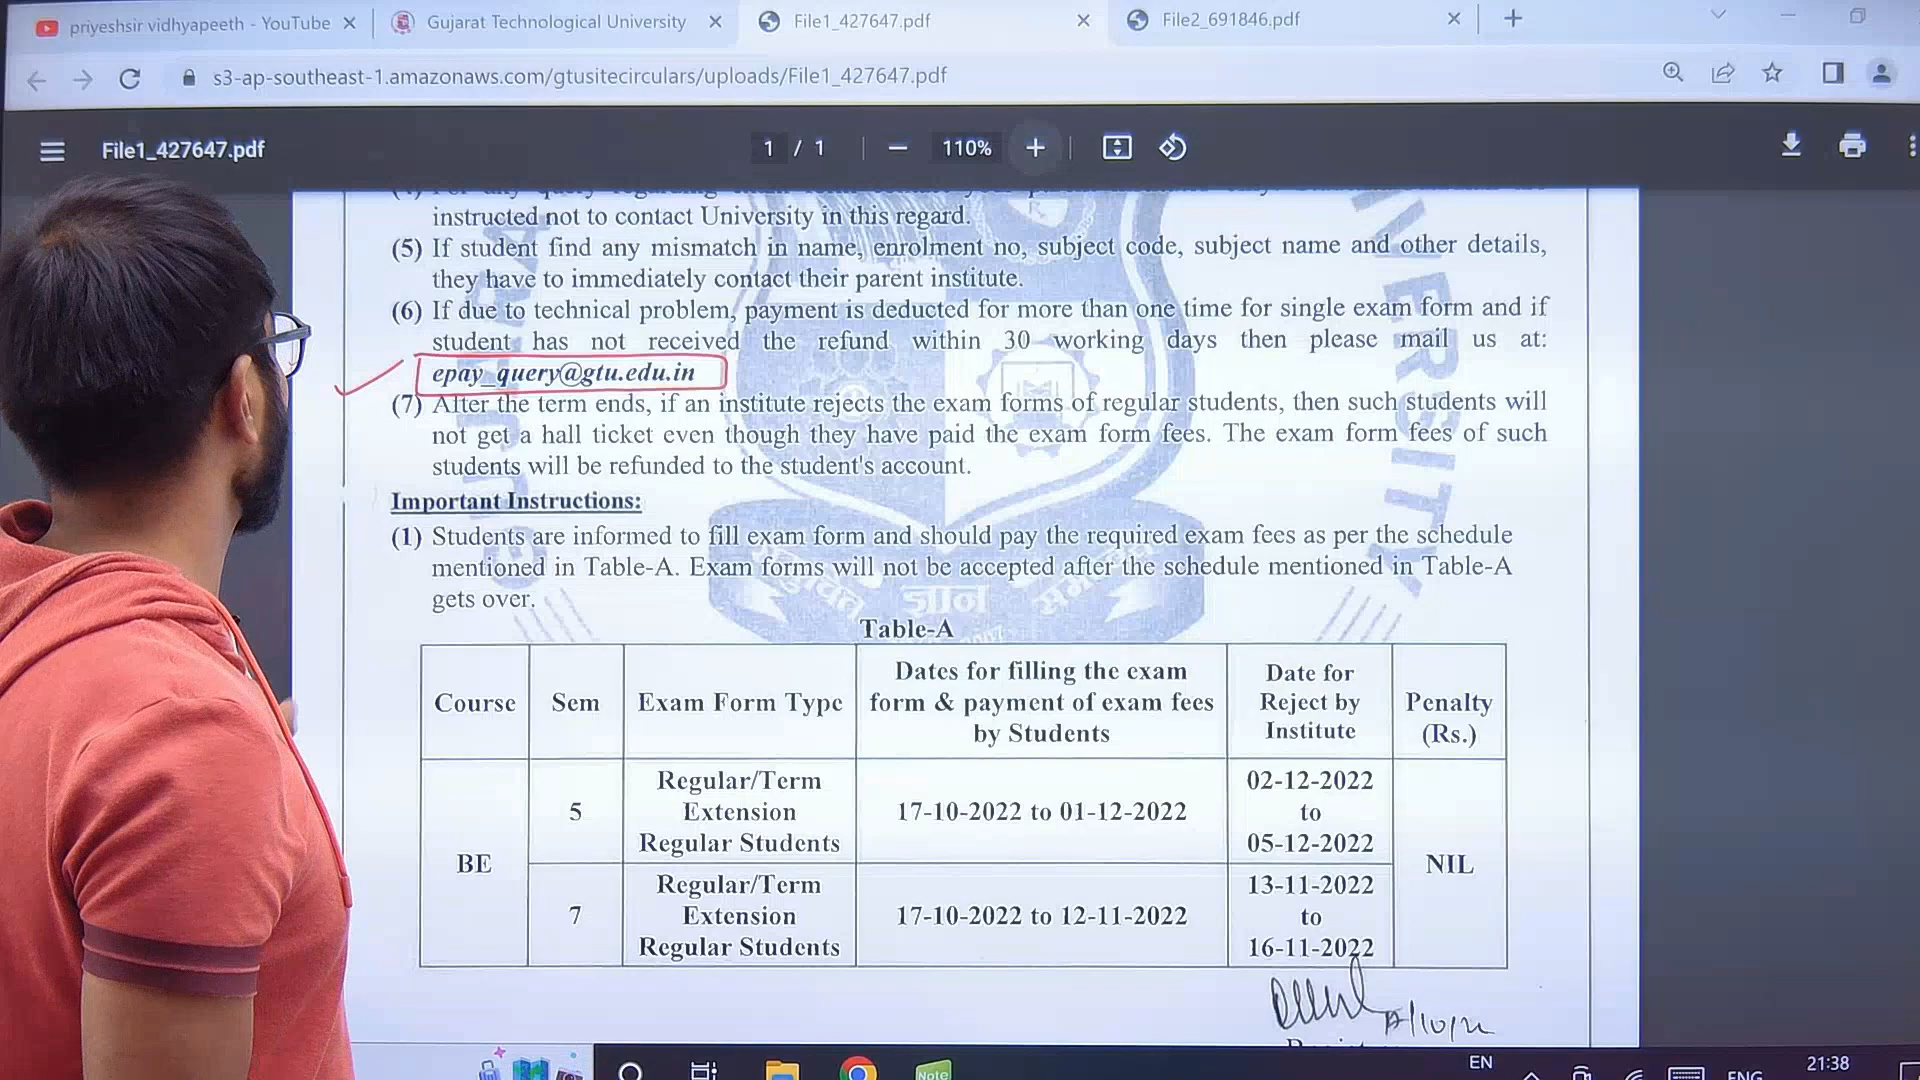 priyeshsir vidhyapeeth - YouTube
Gujarat Technological University
File1_427647.pdf
File2_691846.pdf
s3-ap-southeast-1.amazonaws.com/gtusitecirculars/uploads/File1_427647.pdf
File1_427647.pdf
1 / 1
110%
instructed not to contact University in this regard.
(5) If student find any mismatch in name, enrolment no, subject code, subject name and other details,
they have to immediately contact their parent institute.
(6) If due to technical problem, payment is deducted for more than one time for single exam form and if
student has not received the refund within 30 working days then please mail us at:
epay_query@gtu.edu.in
(7) After the term ends, if an institute rejects the exam forms of regular students, then such students will
not get a hall ticket even though they have paid the exam form fees. The exam form fees of such
students will be refunded to the student's account.
Important Instructions:
(1) Students are informed to fill exam form and should pay the required exam fees as per the schedule
mentioned in Table-A. Exam forms will not be accepted after the schedule mentioned in Table-A
gets over.
ज्ञान
Table-A
Course
Sem
Exam Form Type
Dates for filling the exam
form & payment of exam fees
by Students
Date for
Reject by
Institute
Penalty
(Rs.)
BE
5
Regular/Term
Extension
Regular Students
17-10-2022 to 01-12-2022
02-12-2022
to
05-12-2022
NIL
7
Regular/Term
Extension
Regular Students
17-10-2022 to 12-11-2022
13-11-2022
to
16-11-2022
Note
EN
ENG
21:38